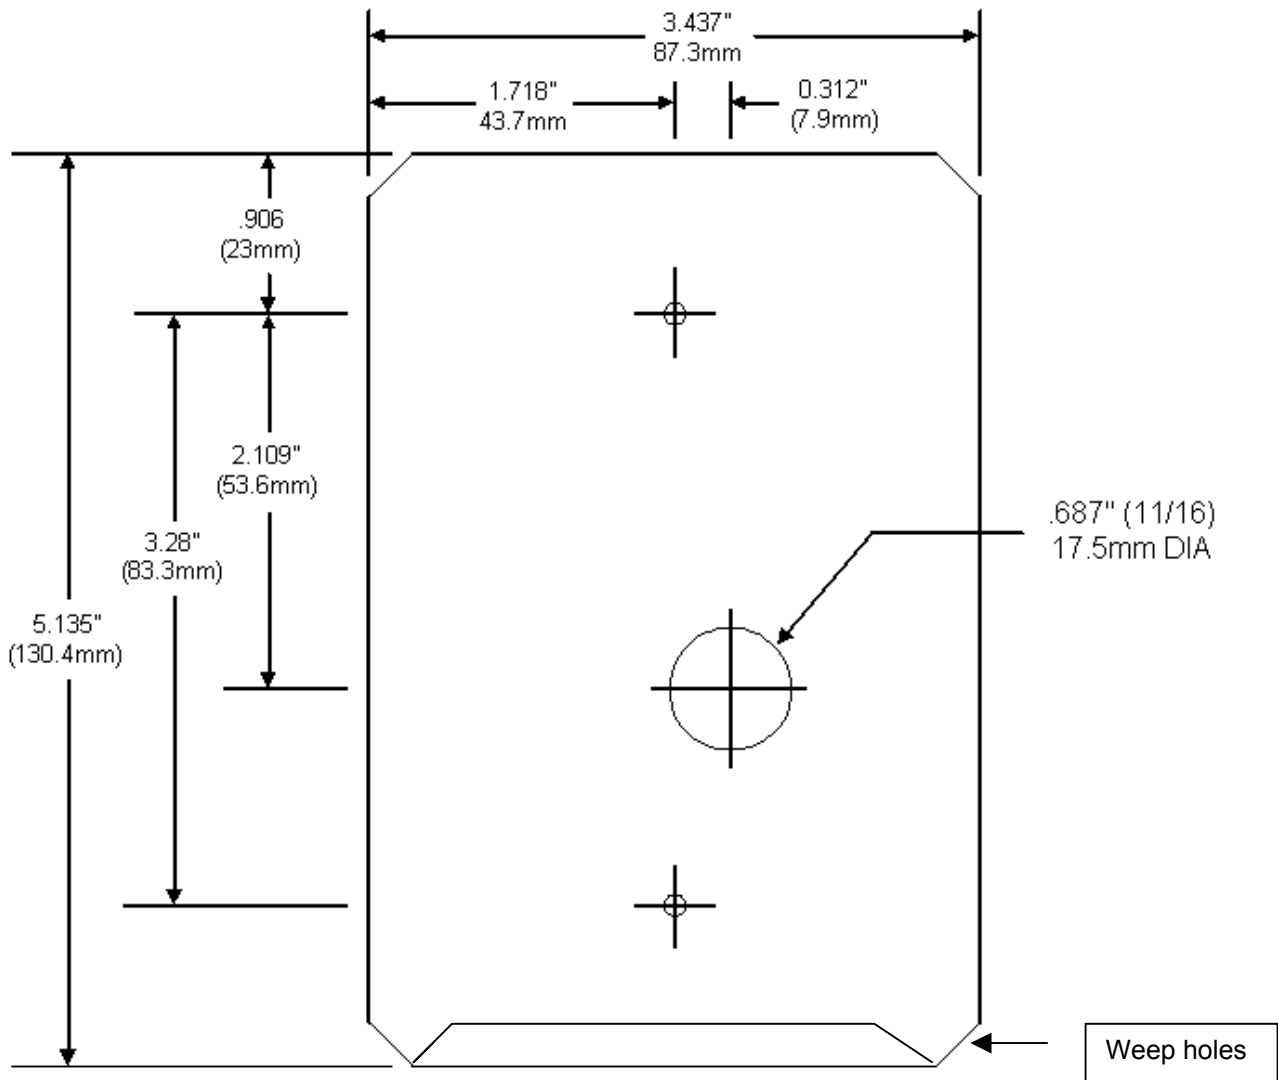 3.437"
87.3mm
1.718"
43.7mm
0.312"
(7.9mm)
.906
(23mm)
2.109"
(53.6mm)
3.28"
(83.3mm)
.687" (11/16)
17.5mm DIA
5.135"
(130.4mm)
Weep holes